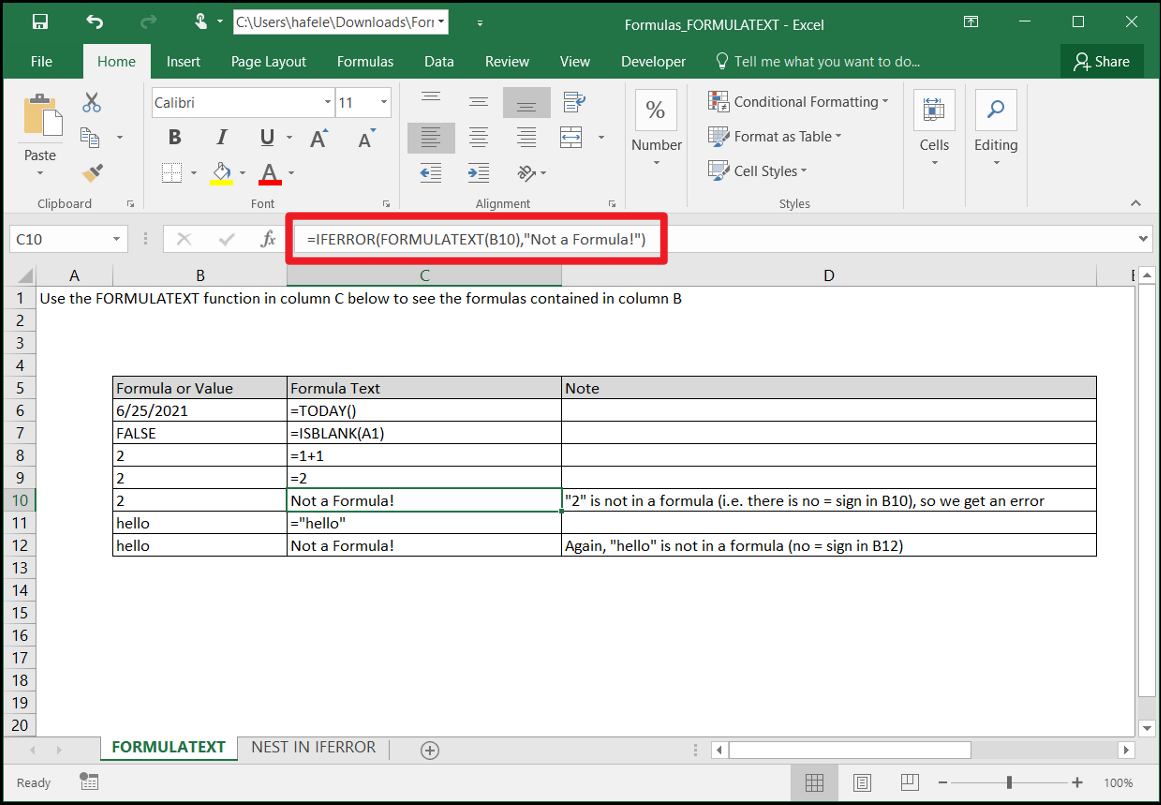 C:\Users\hafele\Downloads\Forı
Formulas_FORMULATEXT - Excel
File Home Insert Page Layout Formulas Data Review View Developer Tell me what you want to do... Share
Calibri 11
% Conditional Formatting
Format as Table
Cell Styles
Paste Number Cells Editing
B I U A A
A
Clipboard Font Alignment Styles
C10 fx =IFERROR(FORMULATEXT(B10),"Not a Formula!")
A B C D E
1 Use the FORMULATEXT function in column C below to see the formulas contained in column B
2
3
4
5 Formula or Value Formula Text Note
6 6/25/2021 =TODAY()
7 FALSE =ISBLANK(A1)
8 2 =1+1
9 2 =2
10 2 Not a Formula! "2" is not in a formula (i.e. there is no = sign in B10), so we get an error
11 hello ="hello"
12 hello Not a Formula! Again, "hello" is not in a formula (no = sign in B12)
13
14
15
16
17
18
19
20
FORMULATEXT NEST IN IFERROR
Ready 100%